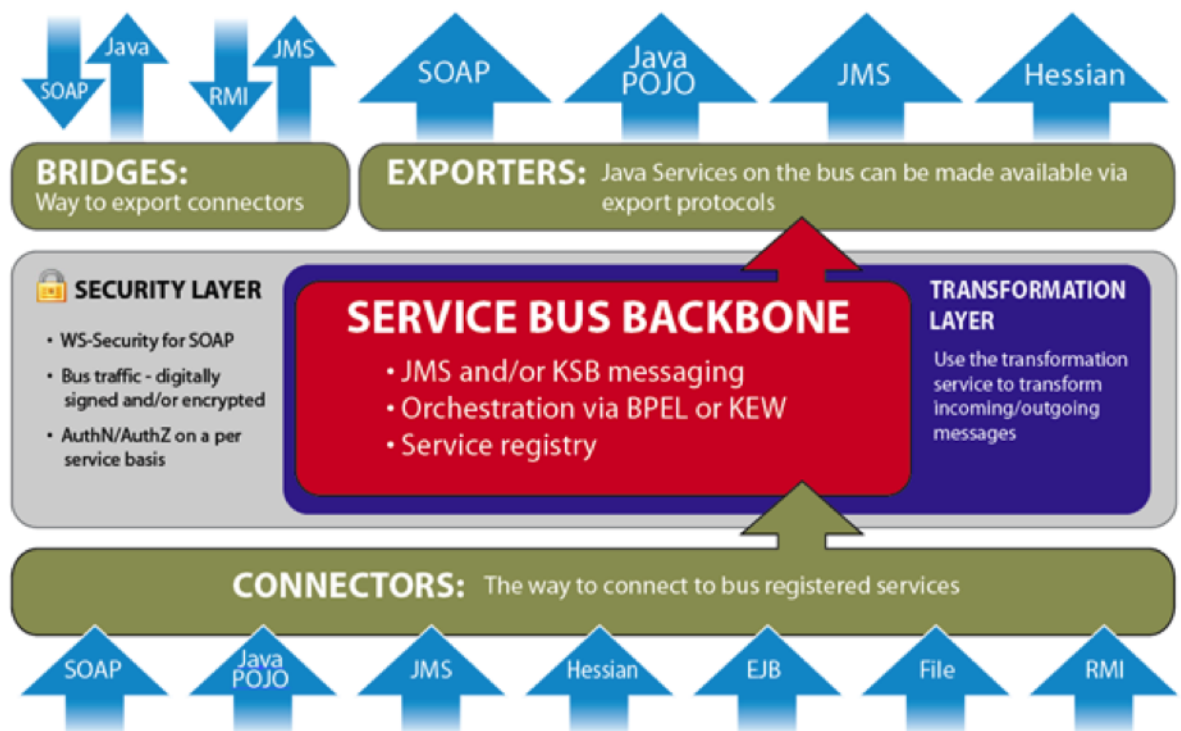 SOAP
Java
RMI
JMS
SOAP
Java
POJO
JMS
Hessian
BRIDGES:
Way to export connectors
EXPORTERS: Java Services on the bus can be made available via
export protocols
SECURITY LAYER
• WS-Security for SOAP
• Bus traffic - digitally
signed and/or encrypted
• AuthN/AuthZ on a per
service basis
SERVICE BUS BACKBONE
• JMS and/or KSB messaging
• Orchestration via BPEL or KEW
• Service registry
TRANSFORMATION
LAYER
Use the transformation
service to transform
incoming/outgoing
messages
CONNECTORS: The way to connect to bus registered services
SOAP
Java
POJO
JMS
Hessian
EJB
File
RMI